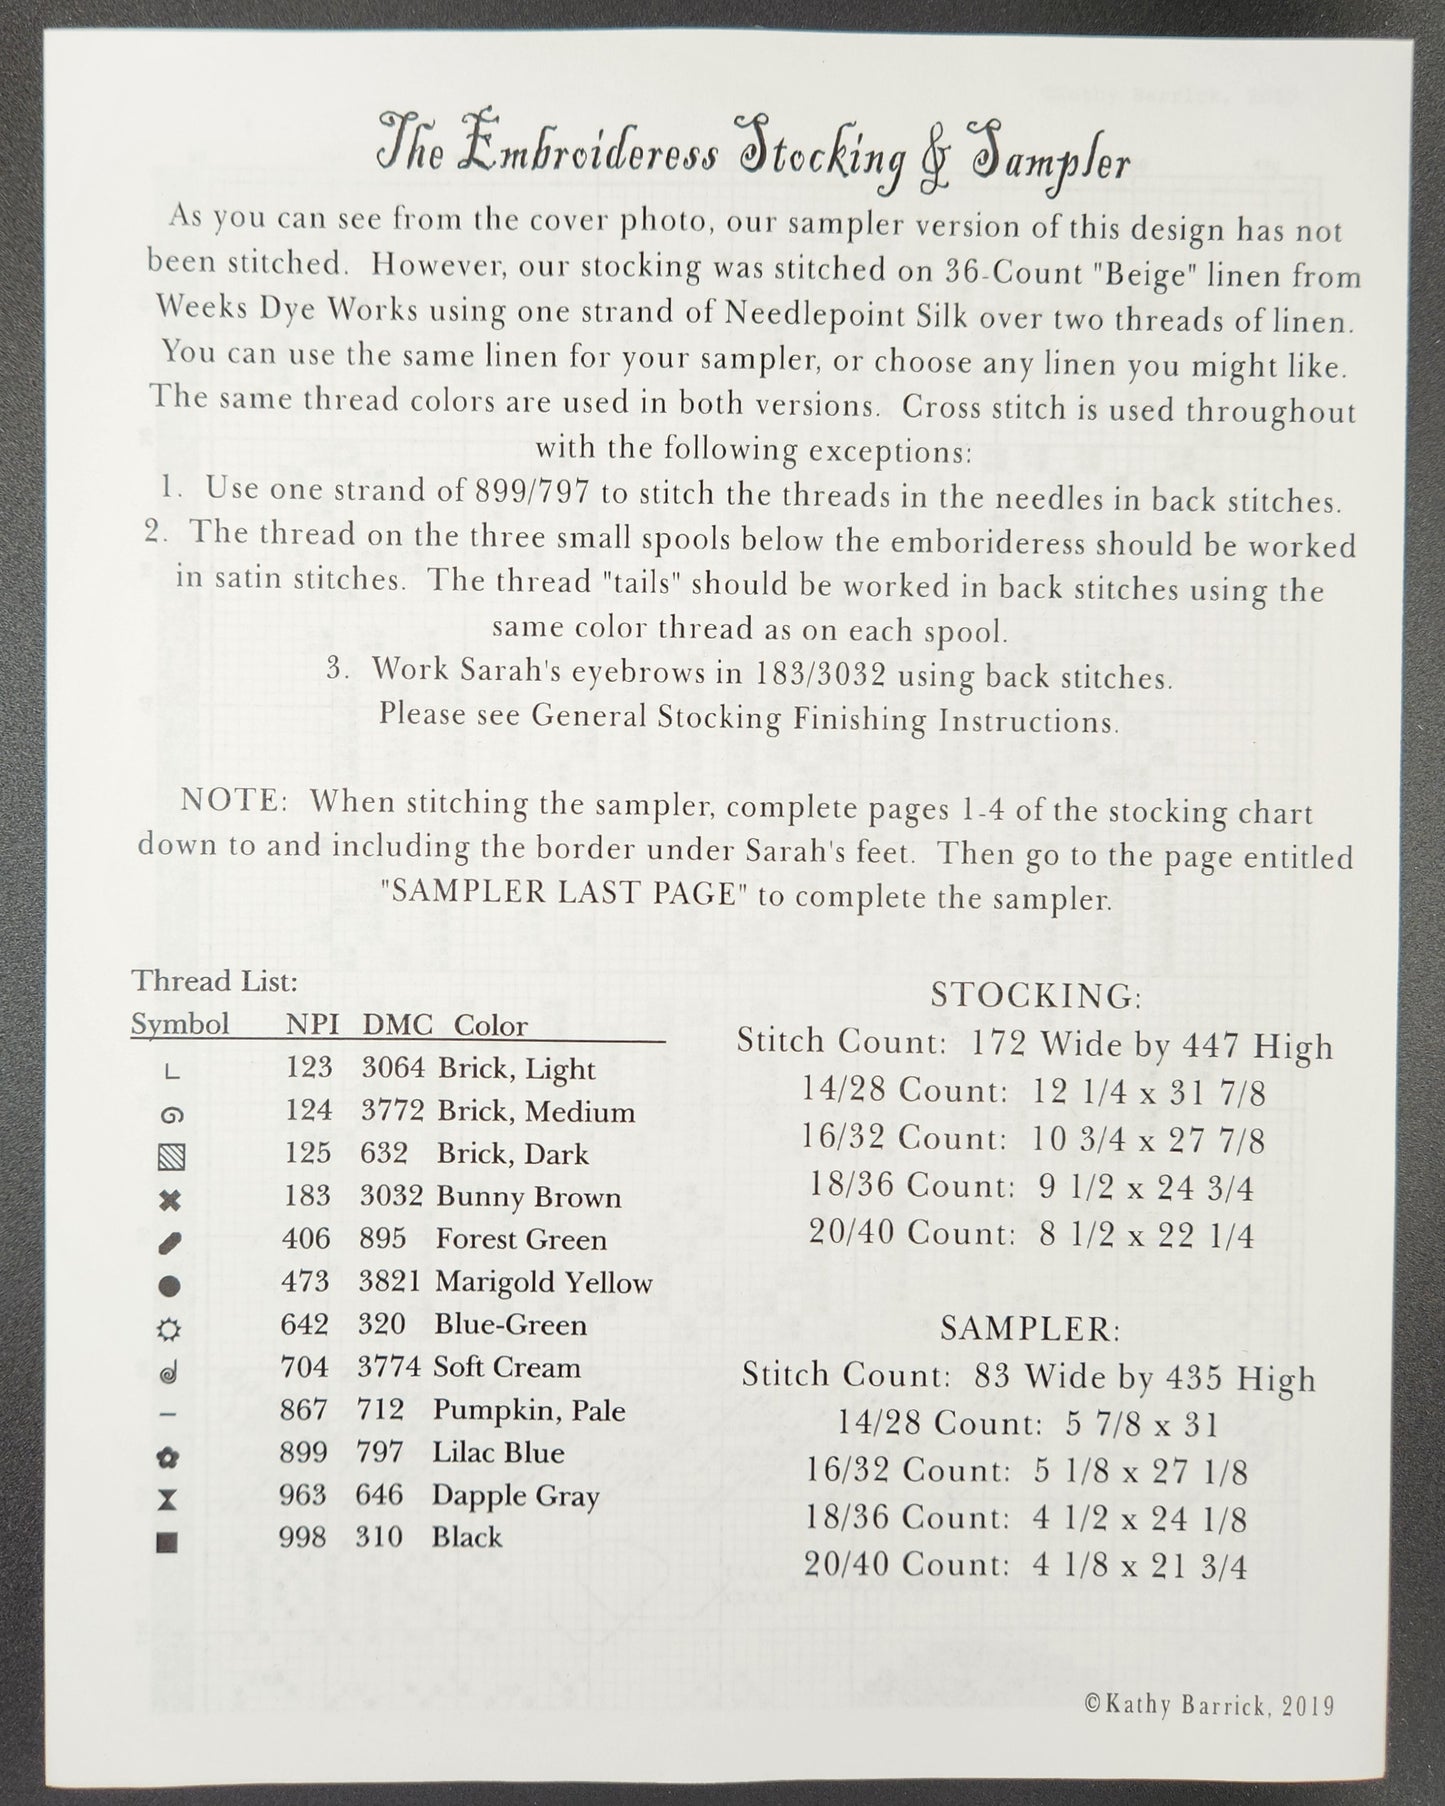 The Embroideress Stocking & Sampler
As you can see from the cover photo, our sampler version of this design has not
been stitched. However, our stocking was stitched on 36-Count "Beige" linen from
Weeks Dye Works using one strand of Needlepoint Silk over two threads of linen.
You can use the same linen for your sampler, or choose any linen you might like.
The same thread colors are used in both versions. Cross stitch is used throughout
with the following exceptions:
1. Use one strand of 899/797 to stitch the threads in the needles in back stitches.
2. The thread on the three small spools below the emborideress should be worked
in satin stitches. The thread "tails" should be worked in back stitches using the
same color thread as on each spool.
3. Work Sarah's eyebrows in 183/3032 using back stitches.
Please see General Stocking Finishing Instructions.
NOTE: When stitching the sampler, complete pages 1-4 of the stocking chart
down to and including the border under Sarah's feet. Then go to the page entitled
"SAMPLER LAST PAGE" to complete the sampler.
Thread List:
Symbol NPI DMC Color
123 3064 Brick, Light
124 3772 Brick, Medium
125 632 Brick, Dark
183 3032 Bunny Brown
406 895 Forest Green
473 3821 Marigold Yellow
642 320 Blue-Green
704 3774 Soft Cream
867 712 Pumpkin, Pale
899 797 Lilac Blue
963 646 Dapple Gray
998 310 Black
STOCKING:
Stitch Count: 172 Wide by 447 High
14/28 Count: 12 1/4 x 31 7/8
16/32 Count: 10 3/4 x 27 7/8
18/36 Count: 9 1/2 x 24 3/4
20/40 Count: 8 1/2 x 22 1/4
SAMPLER:
Stitch Count: 83 Wide by 435 High
14/28 Count: 5 7/8 x 31
16/32 Count: 5 1/8 x 27 1/8
18/36 Count: 4 1/2 x 24 1/8
20/40 Count: 4 1/8 x 21 3/4
©Kathy Barrick, 2019